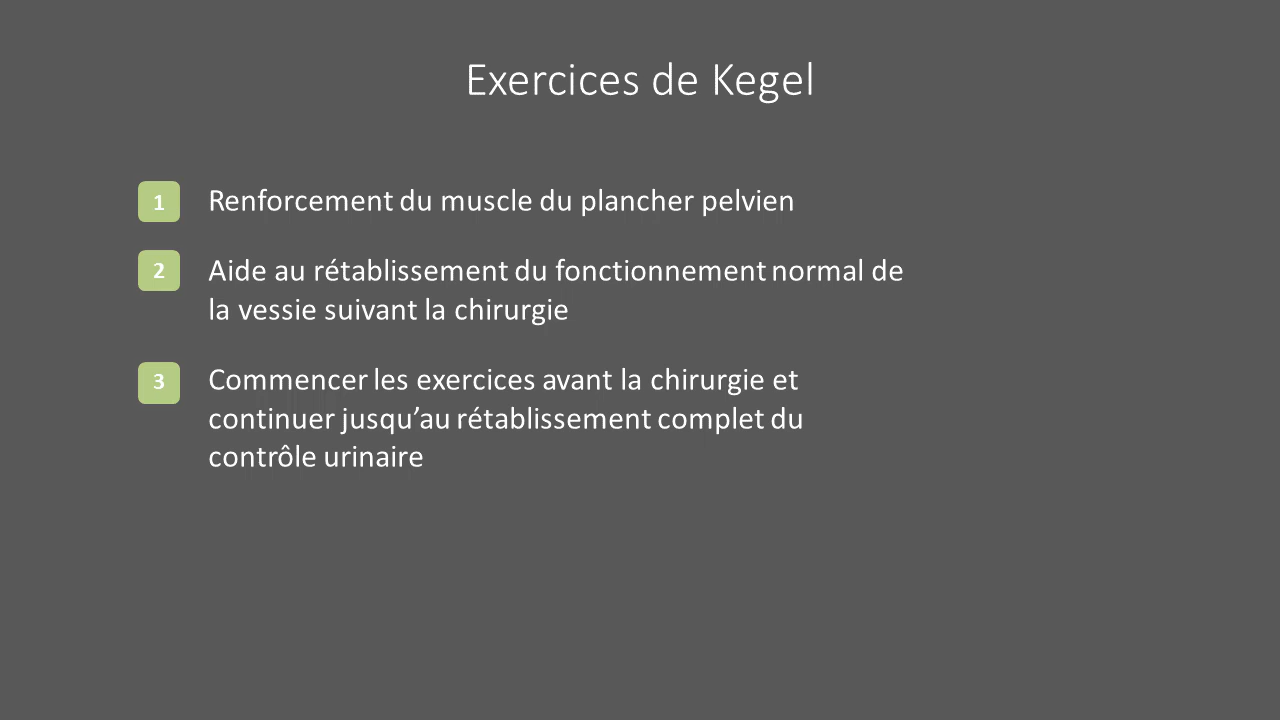 Exercices de Kegel
1 Renforcement du muscle du plancher pelvien
2 Aide au rétablissement du fonctionnement normal de
la vessie suivant la chirurgie
3 Commencer les exercices avant la chirurgie et
continuer jusqu’au rétablissement complet du
contrôle urinaire